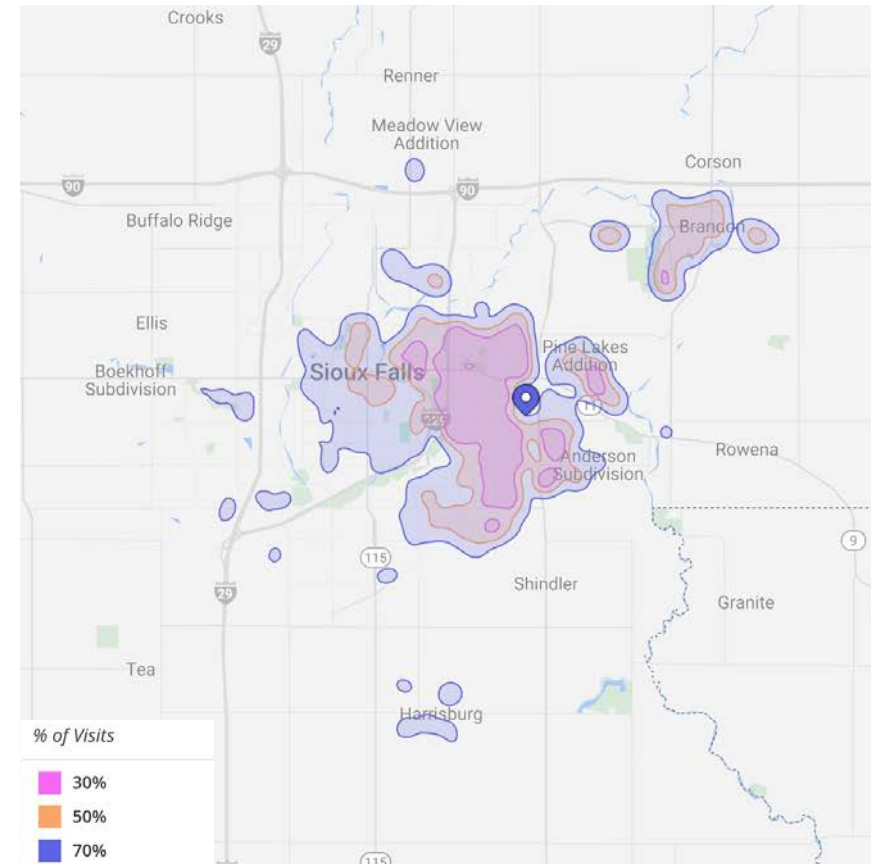 Crooks
29
Renner
Meadow View
Addition
Corson
90
90
Buffalo Ridge
Brandon
Ellis
Pine Lakes
Addition
Boekhoff
Subdivision
Sioux Falls
11
229
Rowena
Anderson
Subdivision
9
115
Shindler
29
Granite
Tea
Harrisburg
% of Visits
30%
50%
70%
115